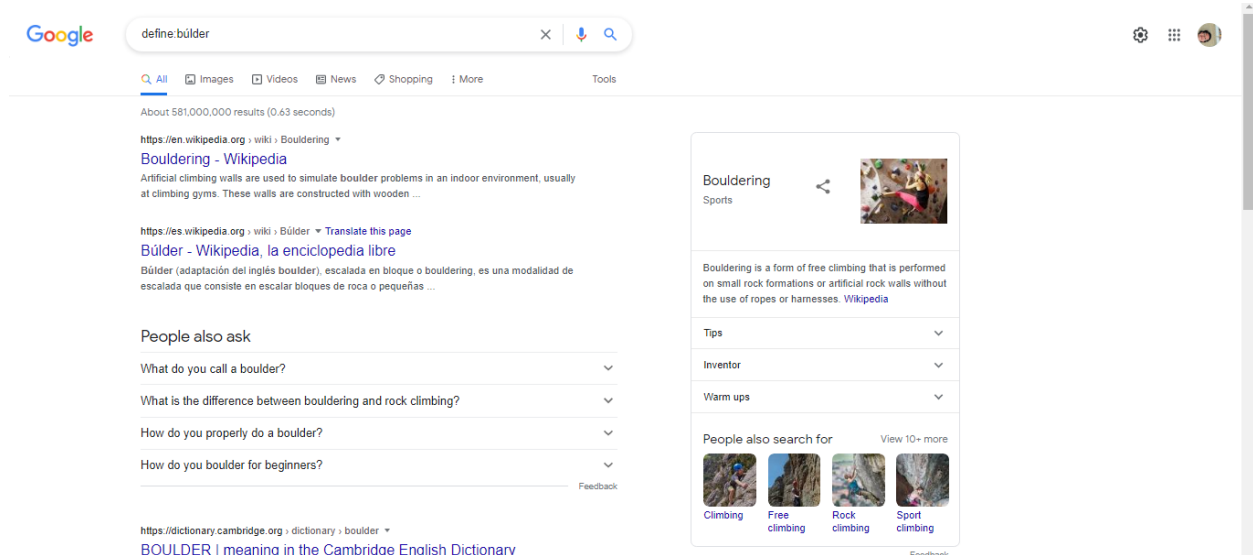 Google
define:búlder
All
Images
Videos
News
Shopping
More
Tools
About 581,000,000 results (0.63 seconds)
https://en.wikipedia.org › wiki › Bouldering
Bouldering - Wikipedia
Artificial climbing walls are used to simulate boulder problems in an indoor environment, usually
at climbing gyms. These walls are constructed with wooden ...
https://es.wikipedia.org › wiki › Búlder Translate this page
Búlder - Wikipedia, la enciclopedia libre
Búlder (adaptación del inglés boulder), escalada en bloque o bouldering, es una modalidad de
escalada que consiste en escalar bloques de roca o pequeñas ...
People also ask
What do you call a boulder?
What is the difference between bouldering and rock climbing?
How do you properly do a boulder?
How do you boulder for beginners?
Feedback
https://dictionary.cambridge.org › dictionary › boulder
BOULDER | meaning in the Cambridge English Dictionary
Bouldering
Sports
Bouldering is a form of free climbing that is performed
on small rock formations or artificial rock walls without
the use of ropes or harnesses. Wikipedia
Tips
Inventor
Warm ups
People also search for
View 10+ more
Climbing
Free
climbing
Rock
climbing
Sport
climbing
Feedback